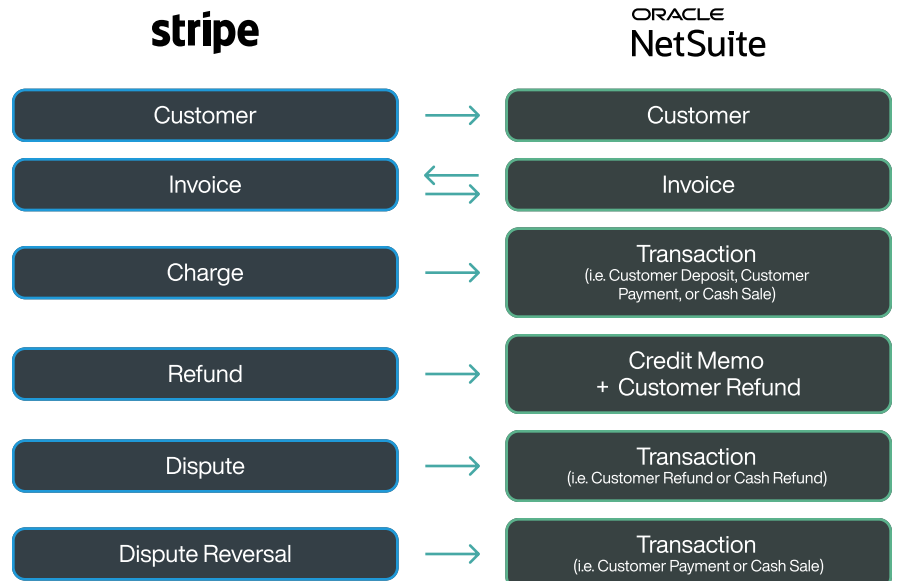 stripe
ORACLE
NetSuite
Customer
Customer
Invoice
Invoice
Charge
Transaction
(i.e. Customer Deposit, Customer
Payment, or Cash Sale)
Refund
Credit Memo
+ Customer Refund
Dispute
Transaction
(i.e. Customer Refund or Cash Refund)
Dispute Reversal
Transaction
(i.e. Customer Payment or Cash Sale)